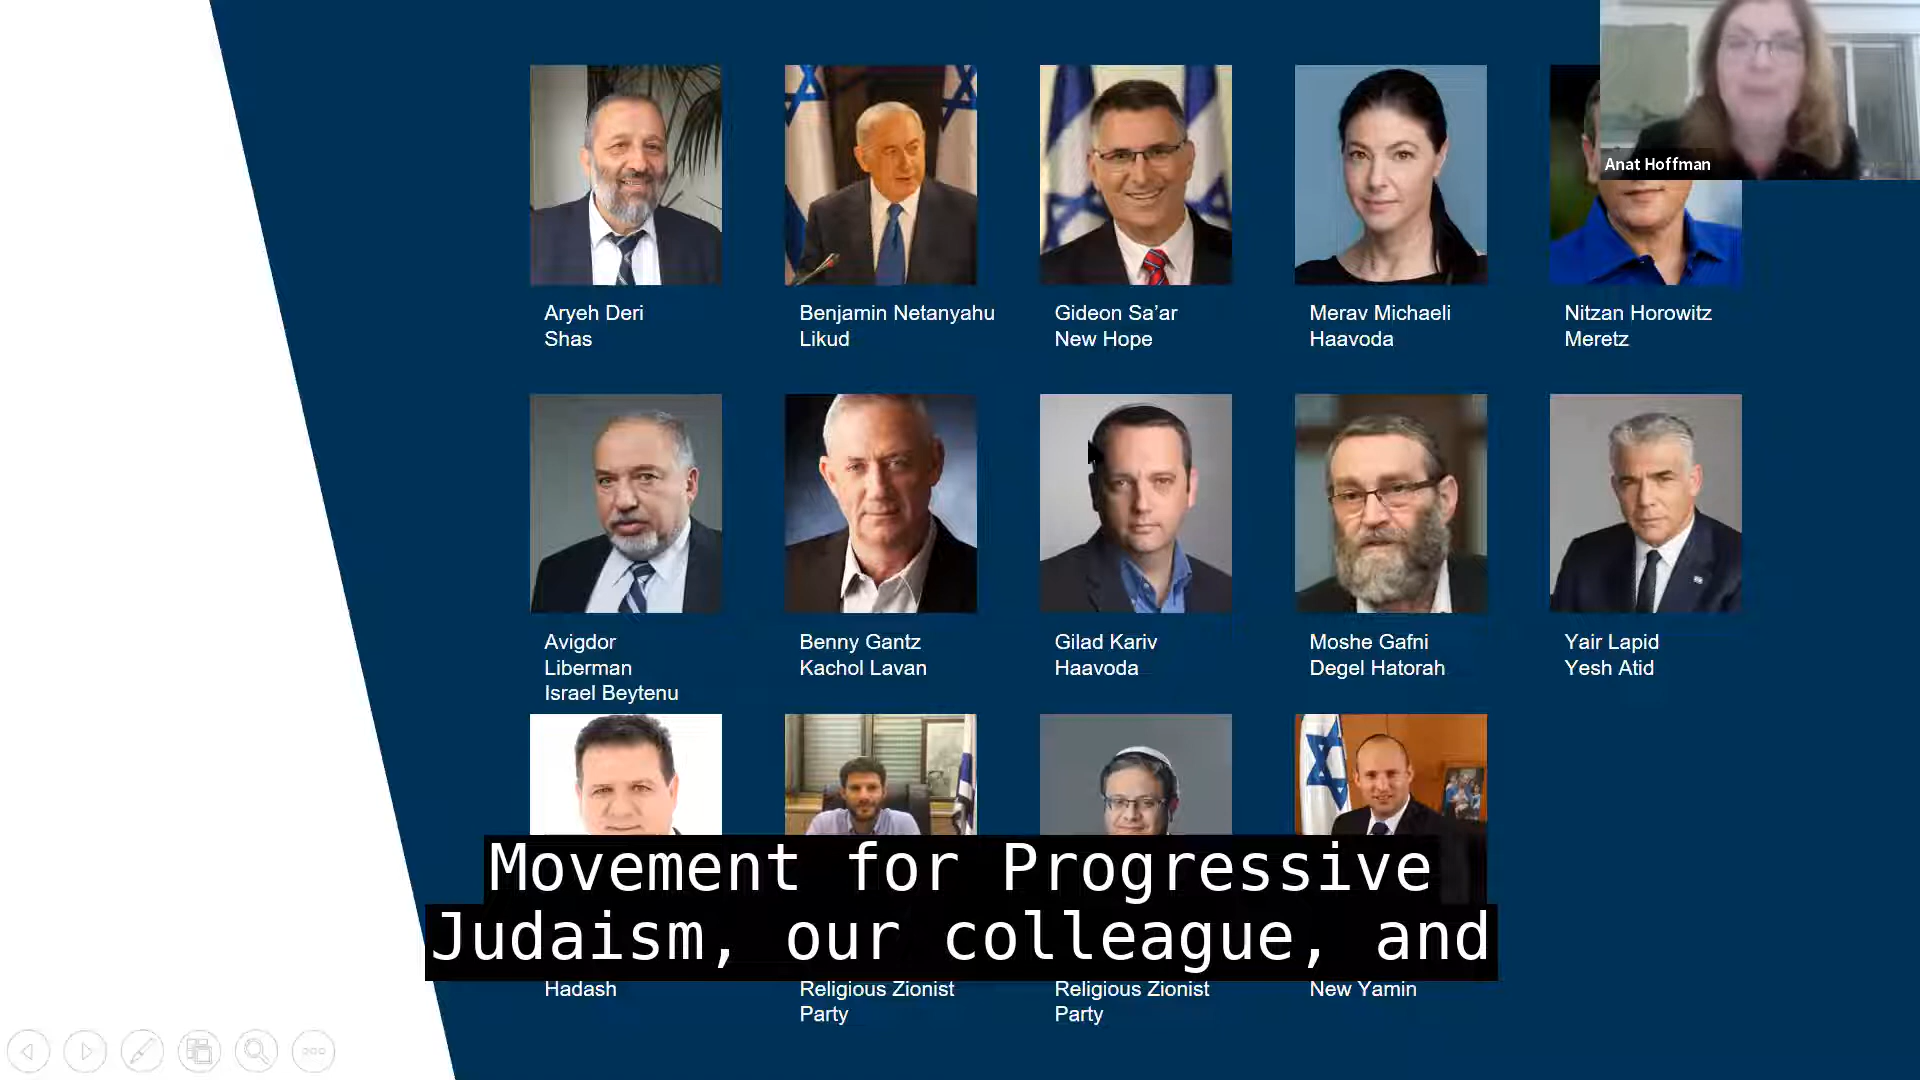 Anat Hoffman
Aryeh Deri
Shas
Benjamin Netanyahu
Likud
Gideon Sa’ar
New Hope
Merav Michaeli
Haavoda
Nitzan Horowitz
Meretz
Avigdor
Liberman
Israel Beytenu
Benny Gantz
Kachol Lavan
Gilad Kariv
Haavoda
Moshe Gafni
Degel Hatorah
Yair Lapid
Yesh Atid
Movement for Progressive
Judaism, our colleague, and
Hadash
Religious Zionist
Party
Religious Zionist
Party
New Yamin